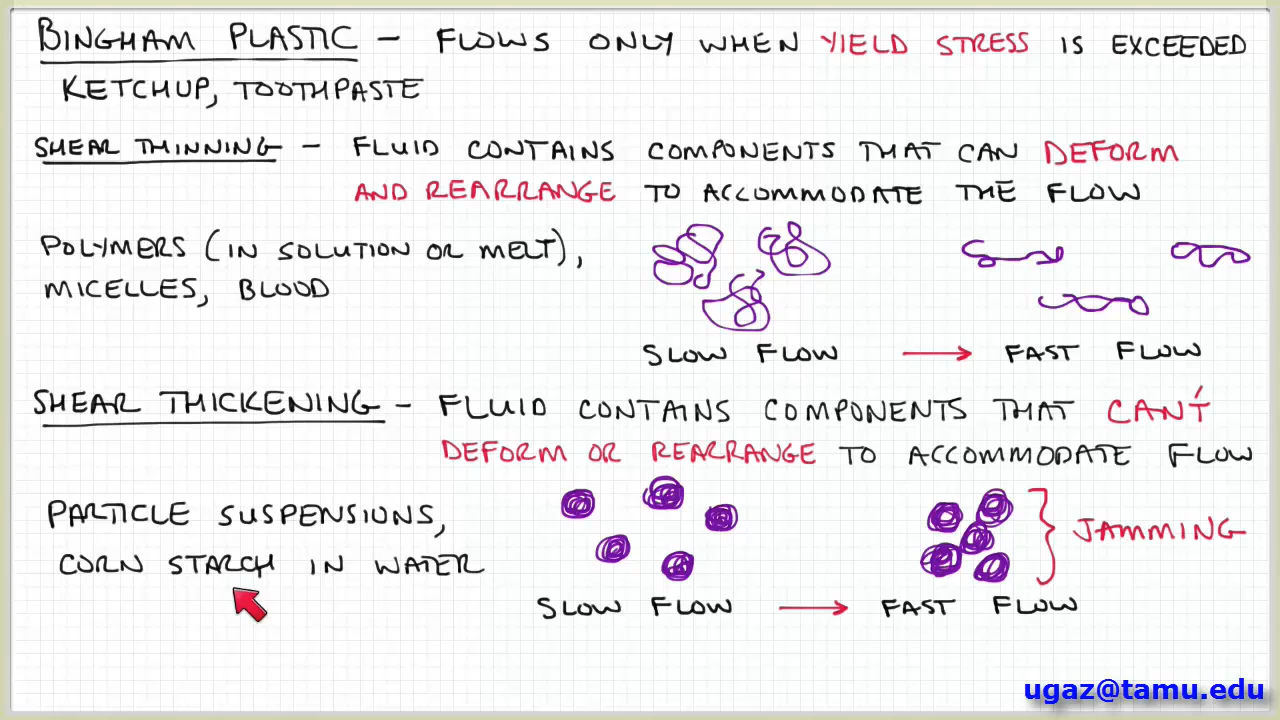 BINGHAM PLASTIC – FLOWS ONLY WHEN YIELD STRESS IS EXCEEDED
KETCHUP, TOOTHPASTE
SHEAR THINNING – FLUID CONTAINS COMPONENTS THAT CAN DEFORM
AND REARRANGE TO ACCOMMODATE THE FLOW
POLYMERS (IN SOLUTION OR MELT),
MICELLES, BLOOD
SLOW FLOW → FAST FLOW
SHEAR THICKENING – FLUID CONTAINS COMPONENTS THAT CAN'T
DEFORM OR REARRANGE TO ACCOMMODATE FLOW
PARTICLE SUSPENSIONS,
JAMMING
CORN STARCH IN WATER
SLOW FLOW → FAST FLOW
ugaz@tamu.edu